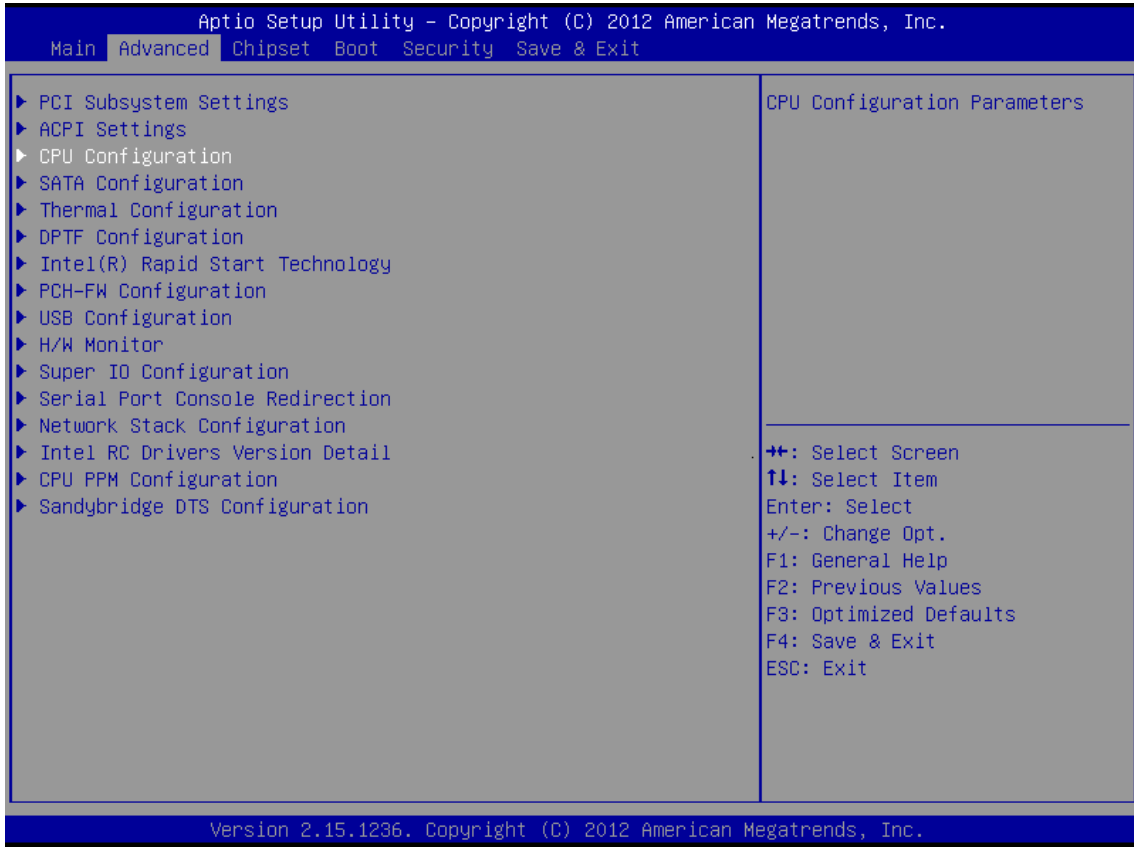 Aptio Setup Utility – Copyright (C) 2012 American Megatrends, Inc.
Main Advanced Chipset Boot Security Save & Exit
PCI Subsystem Settings
ACPI Settings
CPU Configuration
SATA Configuration
Thermal Configuration
DPTF Configuration
Intel(R) Rapid Start Technology
PCH-FW Configuration
USB Configuration
H/W Monitor
Super IO Configuration
Serial Port Console Redirection
Network Stack Configuration
Intel RC Drivers Version Detail
CPU PPM Configuration
Sandybridge DTS Configuration
CPU Configuration Parameters
→←: Select Screen
↑↓: Select Item
Enter: Select
+/-: Change Opt.
F1: General Help
F2: Previous Values
F3: Optimized Defaults
F4: Save & Exit
ESC: Exit
Version 2.15.1236. Copyright (C) 2012 American Megatrends, Inc.